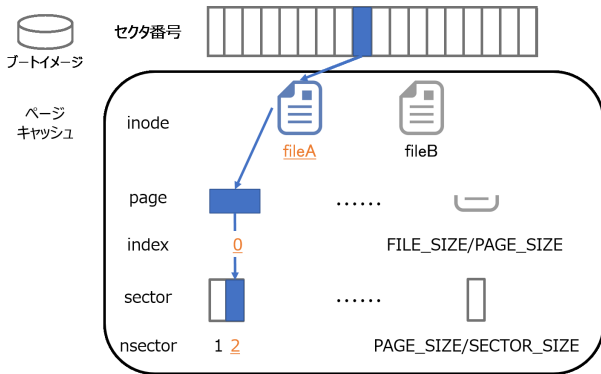 セクタ番号
ブートイメージ
ページ
キャッシュ
inode
fileA
fileB
page
……
index
0
FILE_SIZE/PAGE_SIZE
sector
……
nsector
1 2
PAGE_SIZE/SECTOR_SIZE